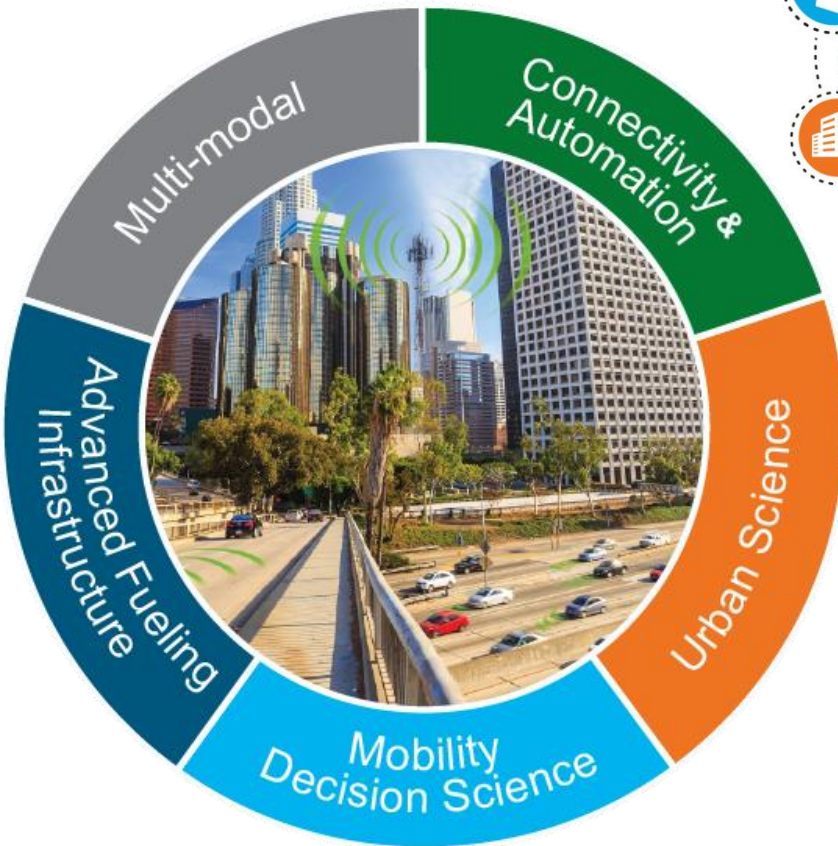 Multi-modal
Connectivity &
Automation
Urban Science
Mobility
Decision Science
Advanced Fueling
Infrastructure